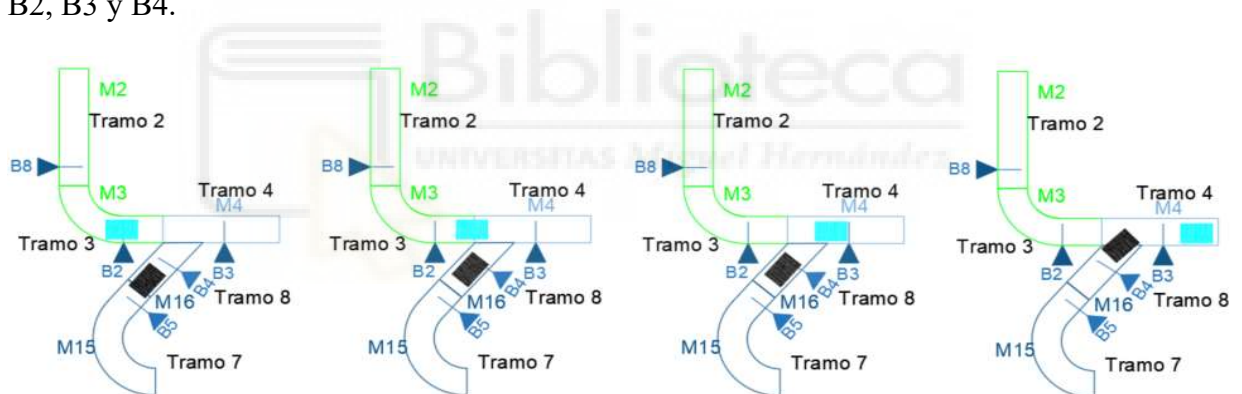 B2, B3 y B4.
Biblioteca
UNIVERSITAS Miguel Hernández
M2
Tramo 2
B8
M3
Tramo 4
M4
Tramo 3
B2
B3
B4
M16
Tramo 8
B5
M15
Tramo 7
M2
Tramo 2
B8
M3
Tramo 4
M4
Tramo 3
B2
B3
B4
M16
Tramo 8
B5
M15
Tramo 7
M2
Tramo 2
B8
M3
Tramo 4
M4
Tramo 3
B2
B3
B4
M16
Tramo 8
B5
M15
Tramo 7
M2
Tramo 2
B8
M3
Tramo 4
M4
Tramo 3
B2
B3
B4
M16
Tramo 8
B5
M15
Tramo 7